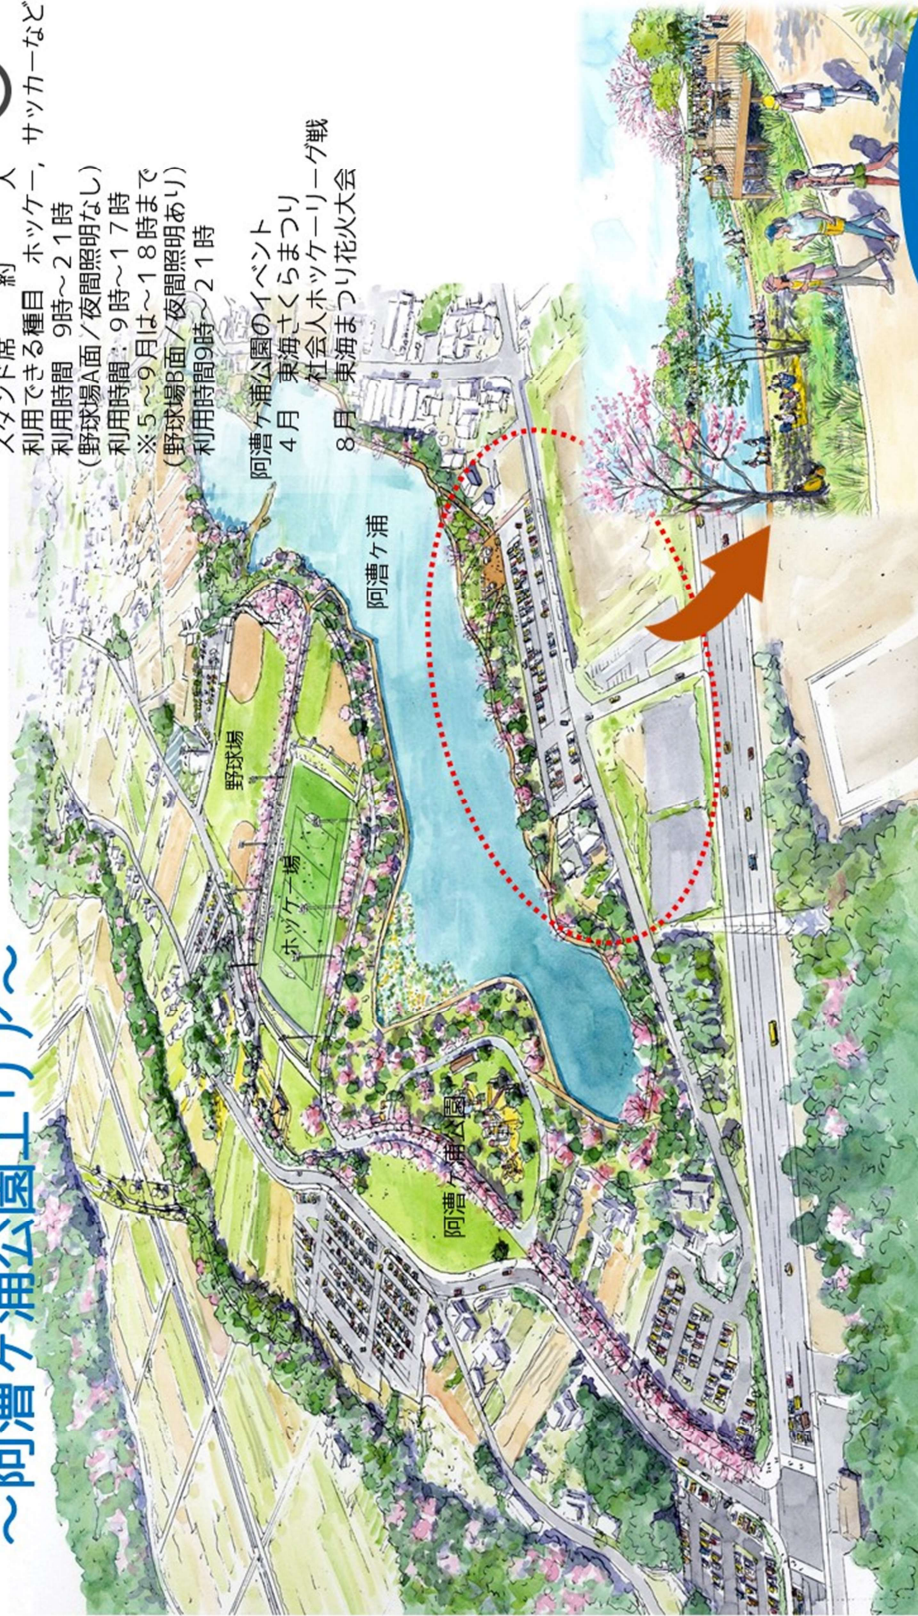 ～阿漕ヶ浦公園エリア～
スタンド席 約 人
利用できる種目 ホッケー，サッカーなど
利用時間 9時～21時
(野球場A面／夜間照明なし)
利用時間：9時～17時
※5～9月は～18時まで
(野球場B面／夜間照明あり)
利用時間9時～21時
阿漕ヶ浦公園のイベント
4月 東海さくらまつり
社会人ホッケーリーグ戦
8月 東海まつり花火大会
野球場
ホッケー場
阿漕ヶ浦
阿漕ヶ浦公園